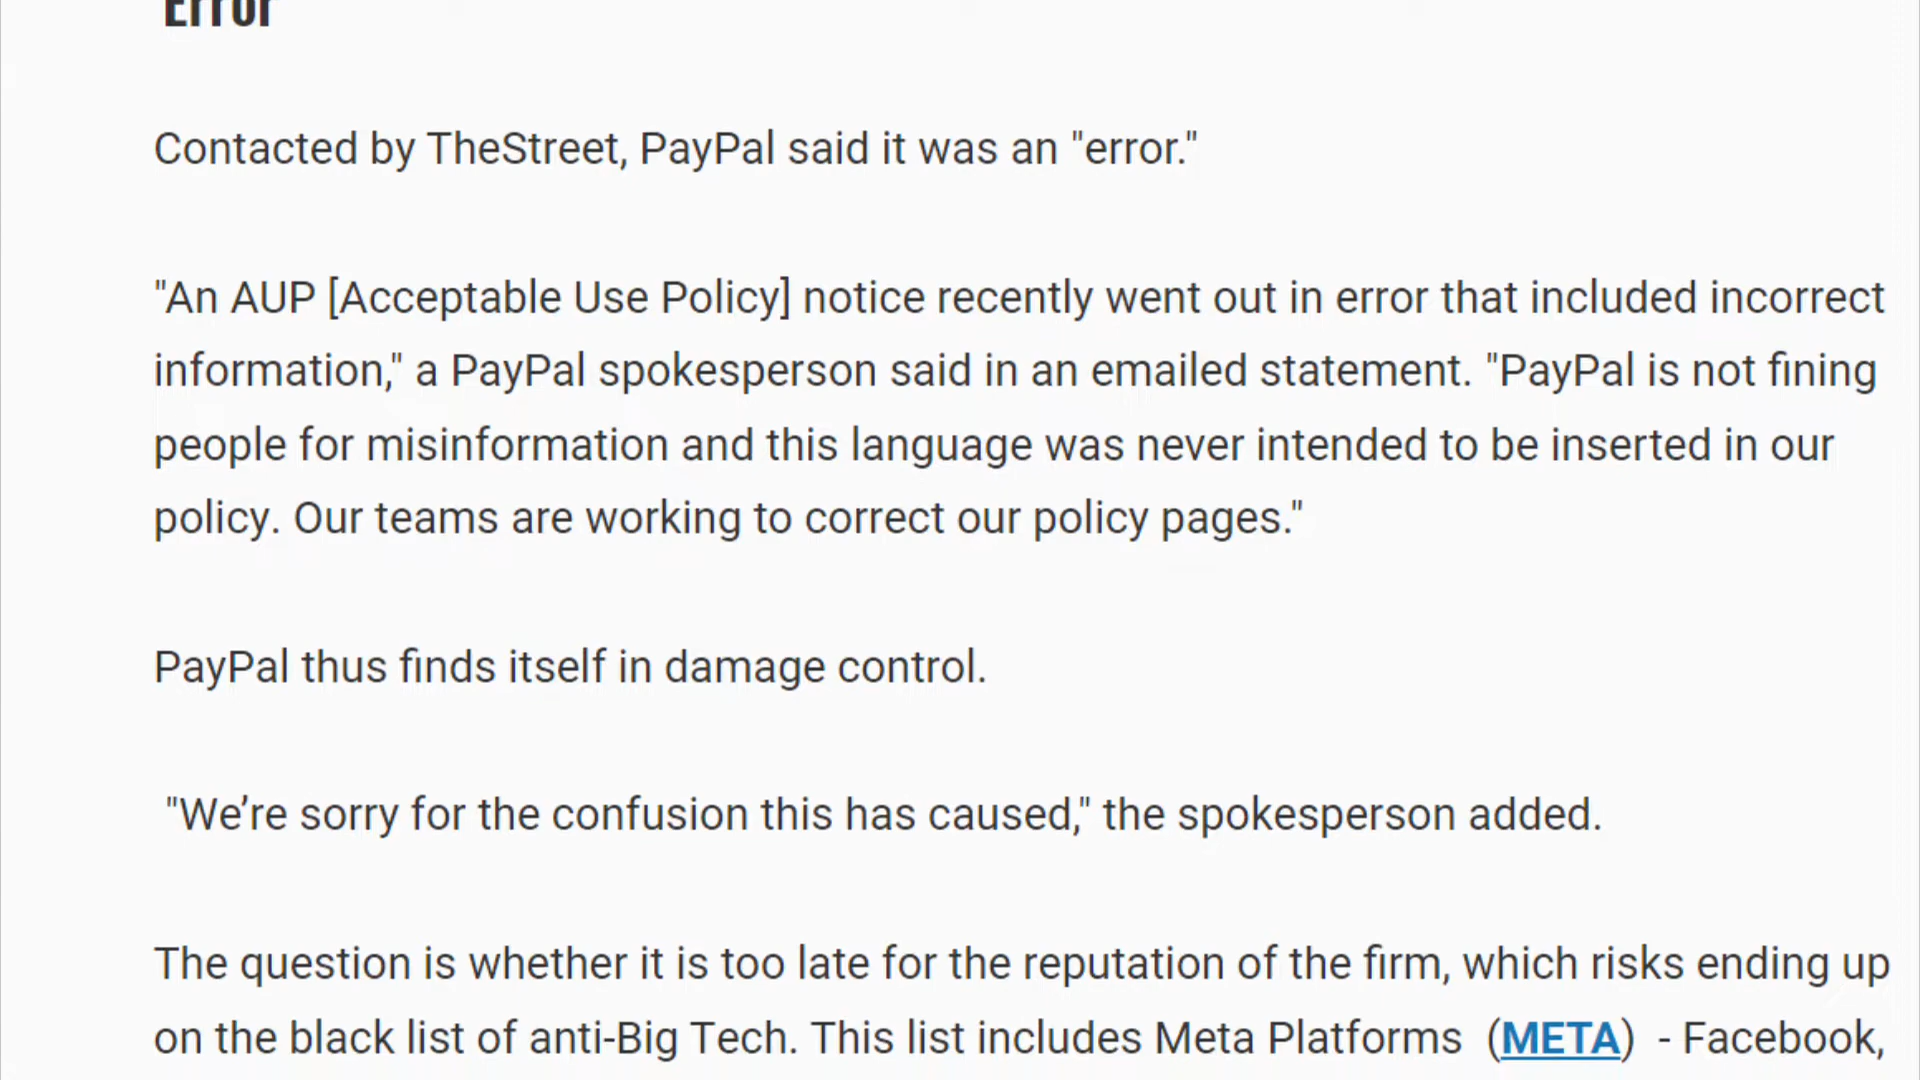 Error
Contacted by TheStreet, PayPal said it was an "error."
"An AUP [Acceptable Use Policy] notice recently went out in error that included incorrect
information," a PayPal spokesperson said in an emailed statement. "PayPal is not fining
people for misinformation and this language was never intended to be inserted in our
policy. Our teams are working to correct our policy pages."
PayPal thus finds itself in damage control.
"We’re sorry for the confusion this has caused," the spokesperson added.
The question is whether it is too late for the reputation of the firm, which risks ending up
on the black list of anti-Big Tech. This list includes Meta Platforms (META) - Facebook,